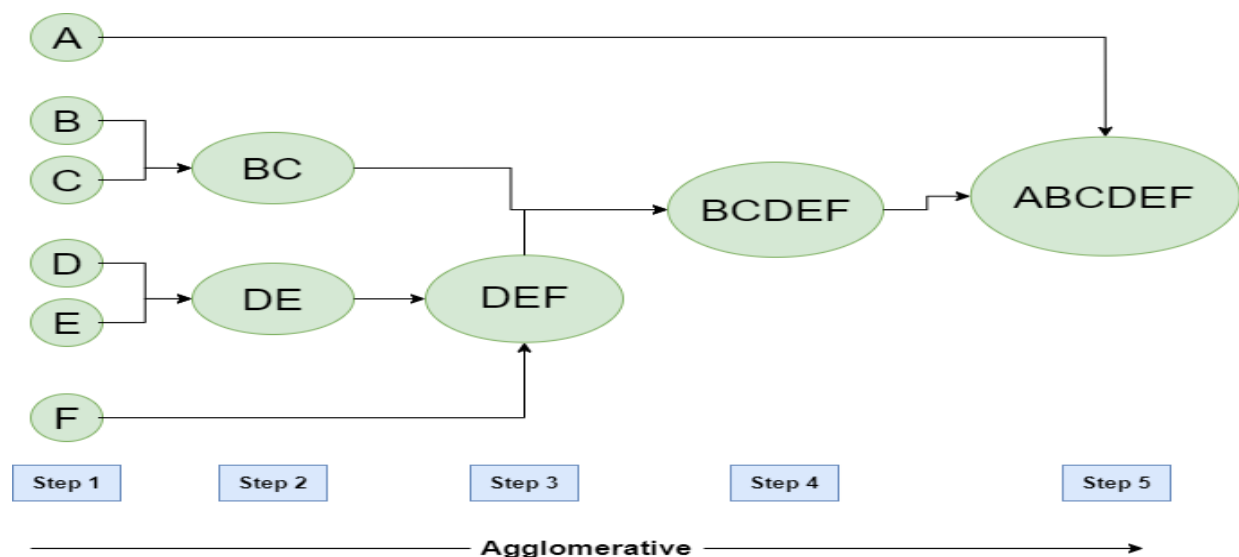 A
B
C
BC
BCDEF
ABCDEF
D
E
DE
DEF
F
Step 1
Step 2
Step 3
Step 4
Step 5
Agglomerative